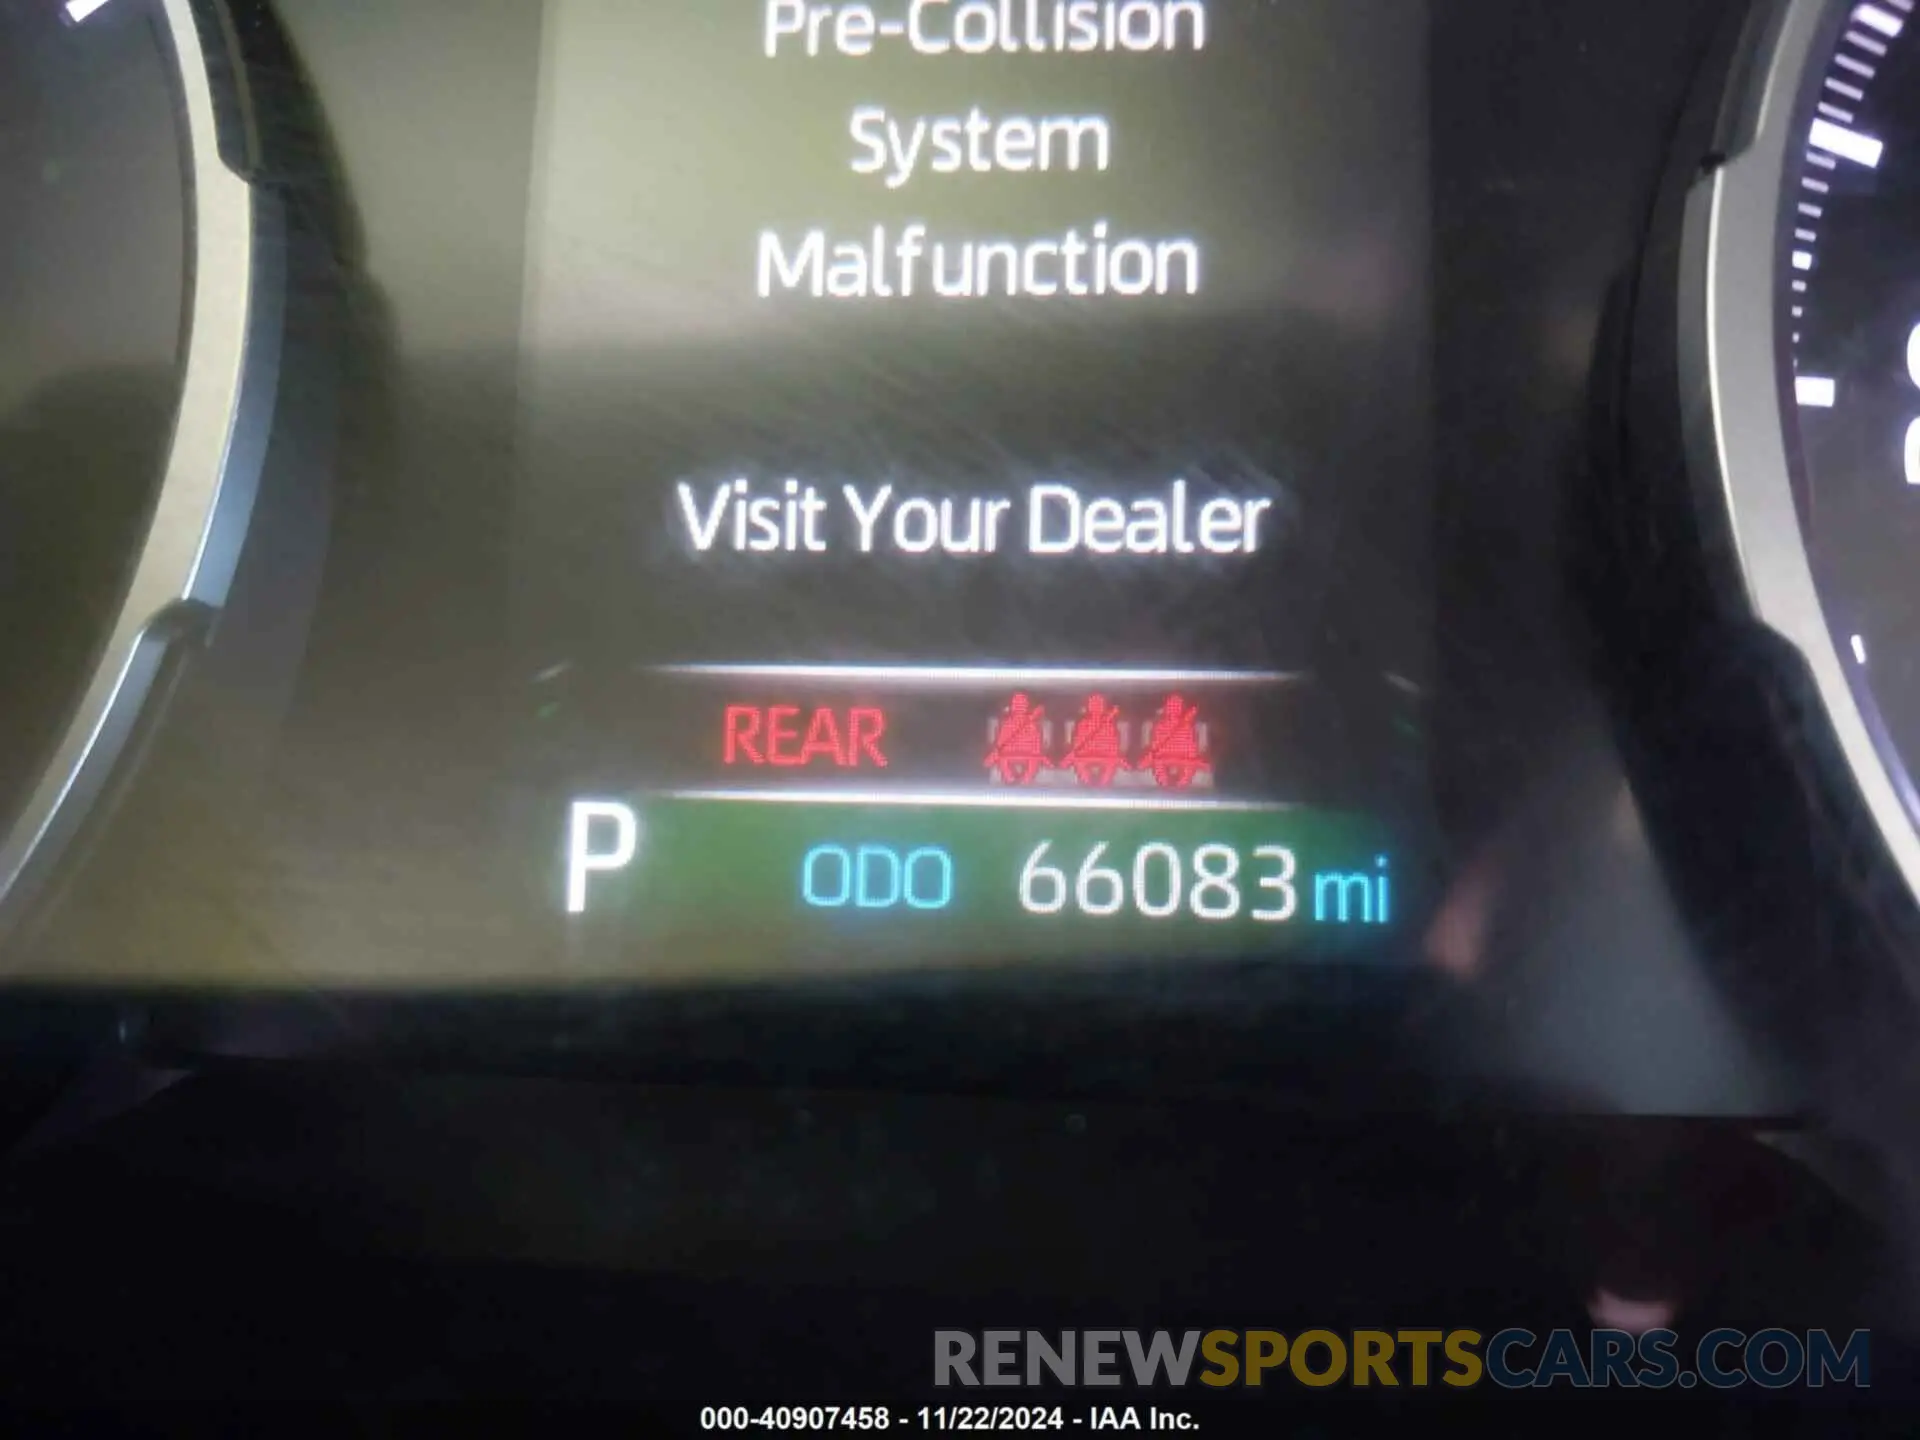 Pre-Collision
System
Malfunction
Visit Your Dealer
REAR
P ODO 66083 mi
RENEWSPORTSCARS.COM
000-40907458 - 11/22/2024 - IAA Inc.